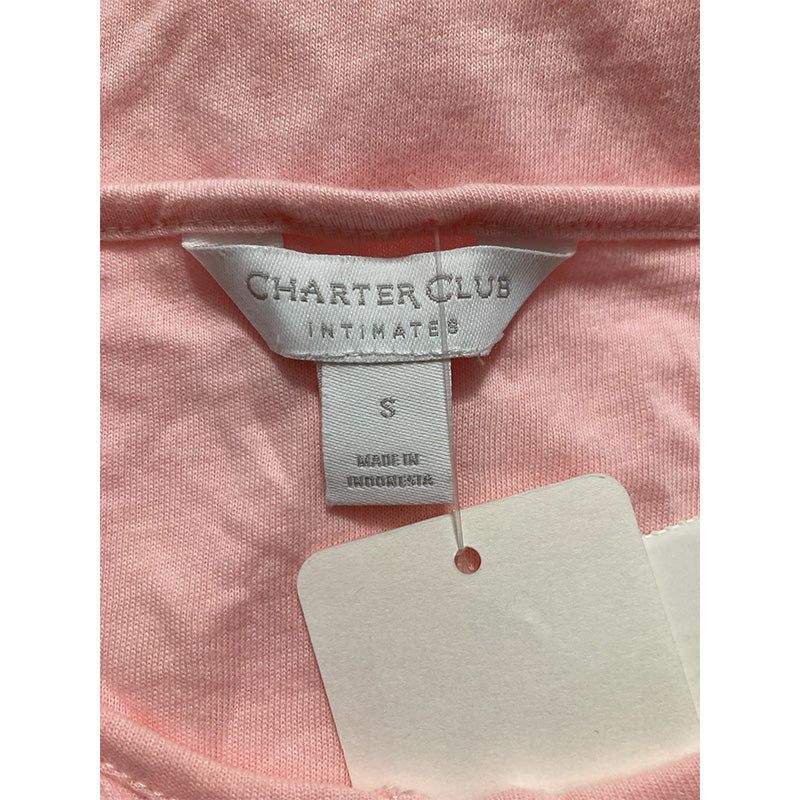 CHARTER CLUB
INTIMATES
S
MADE IN
INDONESIA